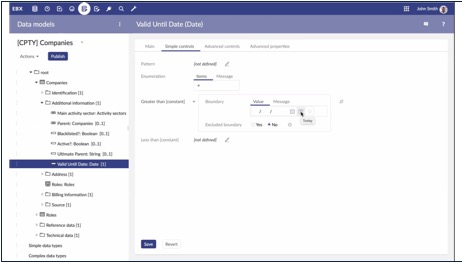 EBX
John Smith
Data models
Valid Until Date (Date)
[CPTY] Companies
Actions
Publish
Main
Simple controls
Advanced controls
Advanced properties
Pattern
[not defined]
Enumeration
Items
Message
+
Greater than [constant]
Boundary
Value
Message
/ /
Today
Excluded boundary
Yes
No
Less than [constant]
[not defined]
root
Companies
Identification [1]
Additional information [1]
Main activity sector: Activity sectors
Parent: Companies [0,1]
Blacklisted?: Boolean [0,1]
Active?: Boolean [0,1]
Ultimate Parent: String [0,1]
Valid Until Date: Date [1]
Address [1]
Roles: Roles
Billing information [1]
Source [1]
Roles
Reference data [1]
Technical data [1]
Simple data types
Complex data types
Save
Revert